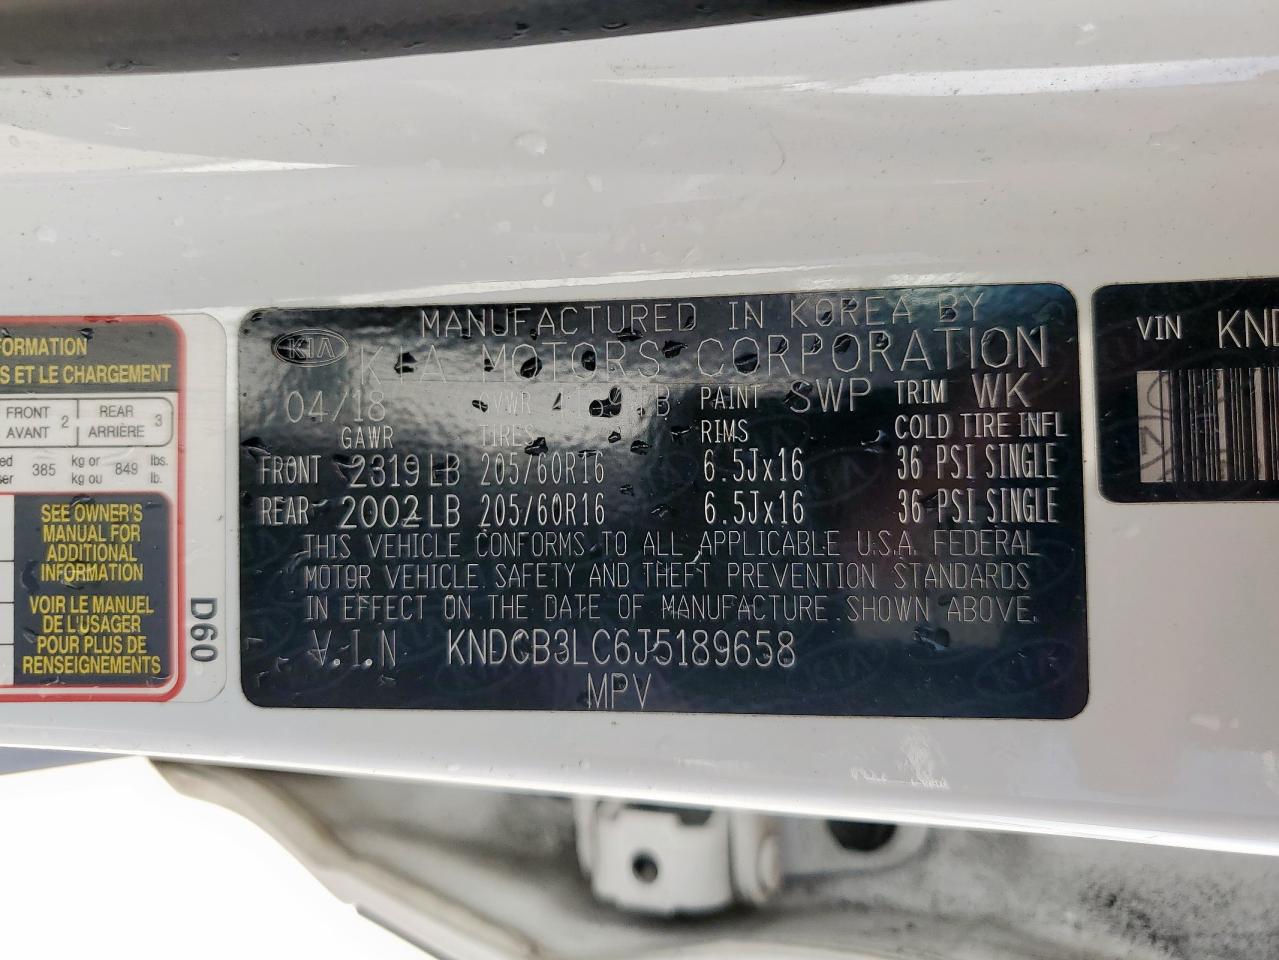 FORMATION
S ET LE CHARGEMENT
FRONT AVANT 2 REAR ARRIÈRE 3
385 kg or kg ou 849 lbs. lb.
SEE OWNER'S
MANUAL FOR
ADDITIONAL
INFORMATION
VOIR LE MANUEL
DE L'USAGER
POUR PLUS DE
RENSEIGNEMENTS
D60
MANUFACTURED IN KOREA BY
KIA KIA MOTORS CORPORATION
04/18 PAINT SWP TRIM WK
GAWR TIRES RIMS COLD TIRE INFL
FRONT 2319 LB 205/60R16 6.5Jx16 36 PSI SINGLE
REAR 2002 LB 205/60R16 6.5Jx16 36 PSI SINGLE
THIS VEHICLE CONFORMS TO ALL APPLICABLE U.S.A. FEDERAL
MOTOR VEHICLE SAFETY AND THEFT PREVENTION STANDARDS
IN EFFECT ON THE DATE OF MANUFACTURE SHOWN ABOVE.
V.I.N KNDCB3LC6J5189658
MPV
VIN KND